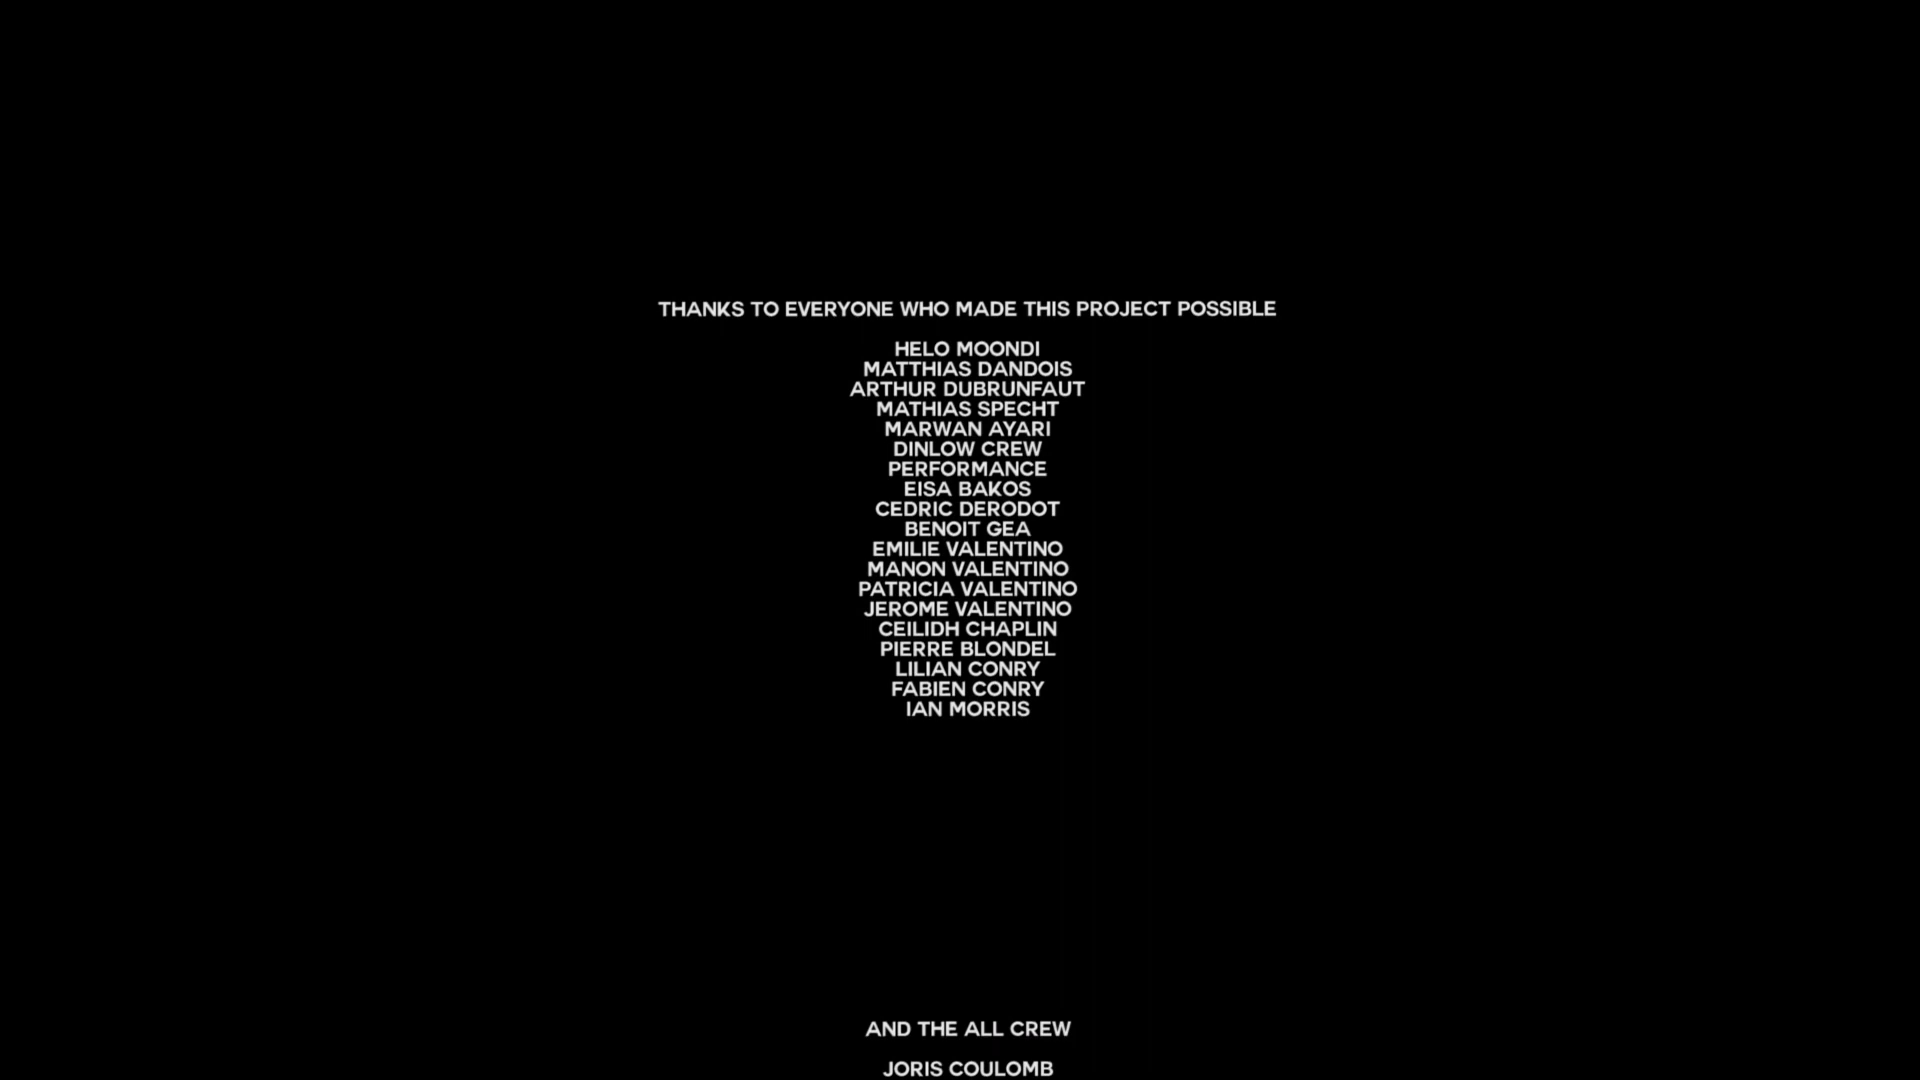 THANKS TO EVERYONE WHO MADE THIS PROJECT POSSIBLE
HELO MOONDI
MATTHIAS DANDOIS
ARTHUR DUBRUNFAUT
MATHIAS SPECHT
MARWAN AYARI
DINLOW CREW
PERFORMANCE
EISA BAKOS
CEDRIC DERODOT
BENOIT GEA
EMILIE VALENTINO
MANON VALENTINO
PATRICIA VALENTINO
JEROME VALENTINO
CEILIDH CHAPLIN
PIERRE BLONDEL
LILIAN CONRY
FABIEN CONRY
IAN MORRIS
AND THE ALL CREW
JORIS COULOMB